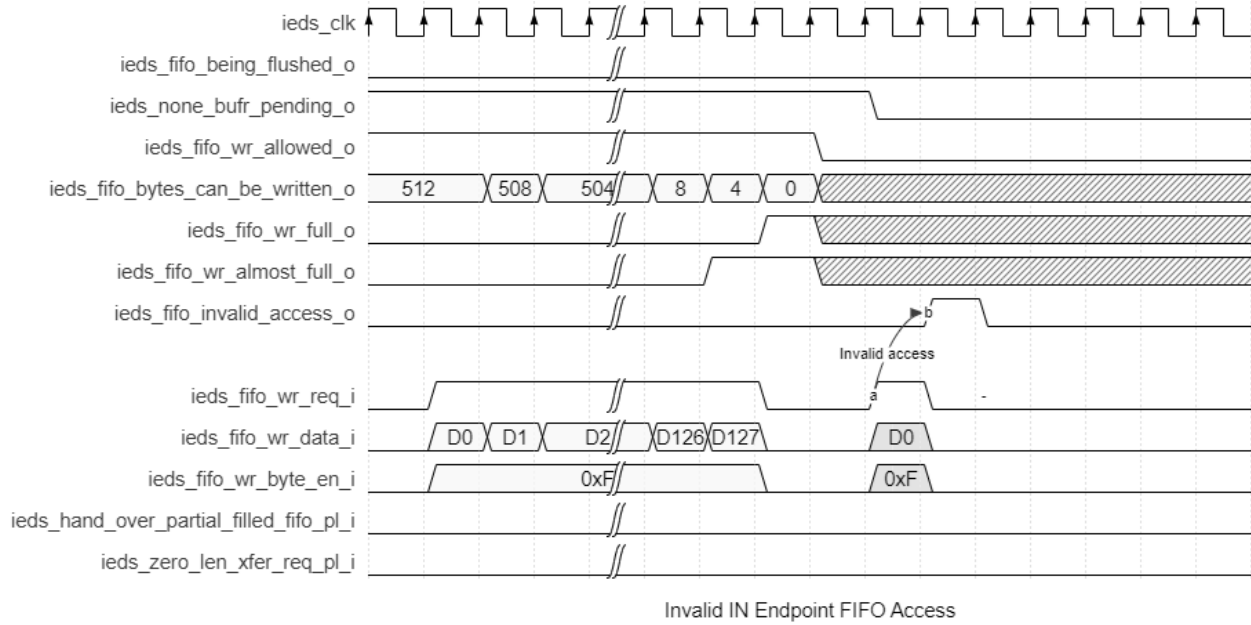 ieds_clk
ieds_fifo_being_flushed_o
ieds_none_bufr_pending_o
ieds_fifo_wr_allowed_o
ieds_fifo_bytes_can_be_written_o 512 508 504 8 4 0
ieds_fifo_wr_full_o
ieds_fifo_wr_almost_full_o
ieds_fifo_invalid_access_o b
Invalid access
ieds_fifo_wr_req_i a -
ieds_fifo_wr_data_i D0 D1 D2 D126 D127 D0
ieds_fifo_wr_byte_en_i 0xF 0xF
ieds_hand_over_partial_filled_fifo_pl_i
ieds_zero_len_xfer_req_pl_i
Invalid IN Endpoint FIFO Access